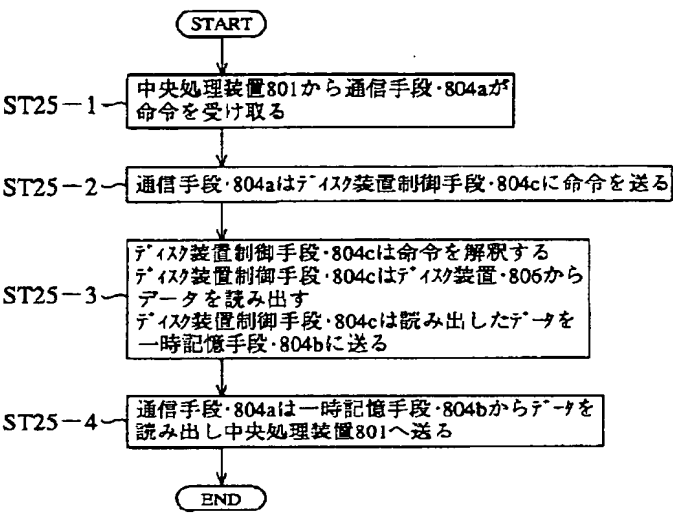 START
ST25-1
中央処理装置801から通信手段・804aが
命令を受け取る
ST25-2
通信手段・804aはﾃﾞｨｽｸ装置制御手段・804cに命令を送る
ST25-3
ﾃﾞｨｽｸ装置制御手段・804cは命令を解釈する
ﾃﾞｨｽｸ装置制御手段・804cはﾃﾞｨｽｸ装置・806から
データを読み出す
ﾃﾞｨｽｸ装置制御手段・804cは読み出したﾃﾞｰﾀを
一時記憶手段・804bに送る
ST25-4
通信手段・804aは一時記憶手段・804bからﾃﾞｰﾀを
読み出し中央処理装置801へ送る
END